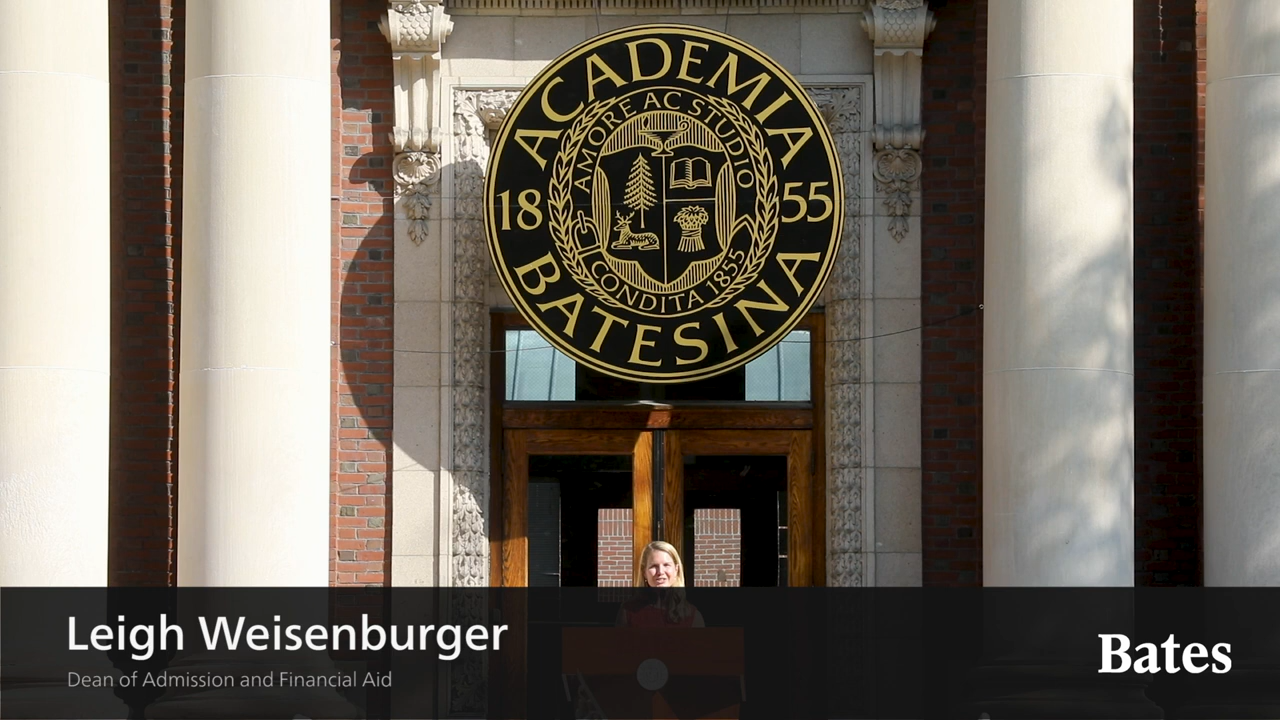 ACADEMIA
AMORE AC STUDIO
18 55
CONDITA 1855
BATESINA
Leigh Weisenburger
Dean of Admission and Financial Aid
Bates